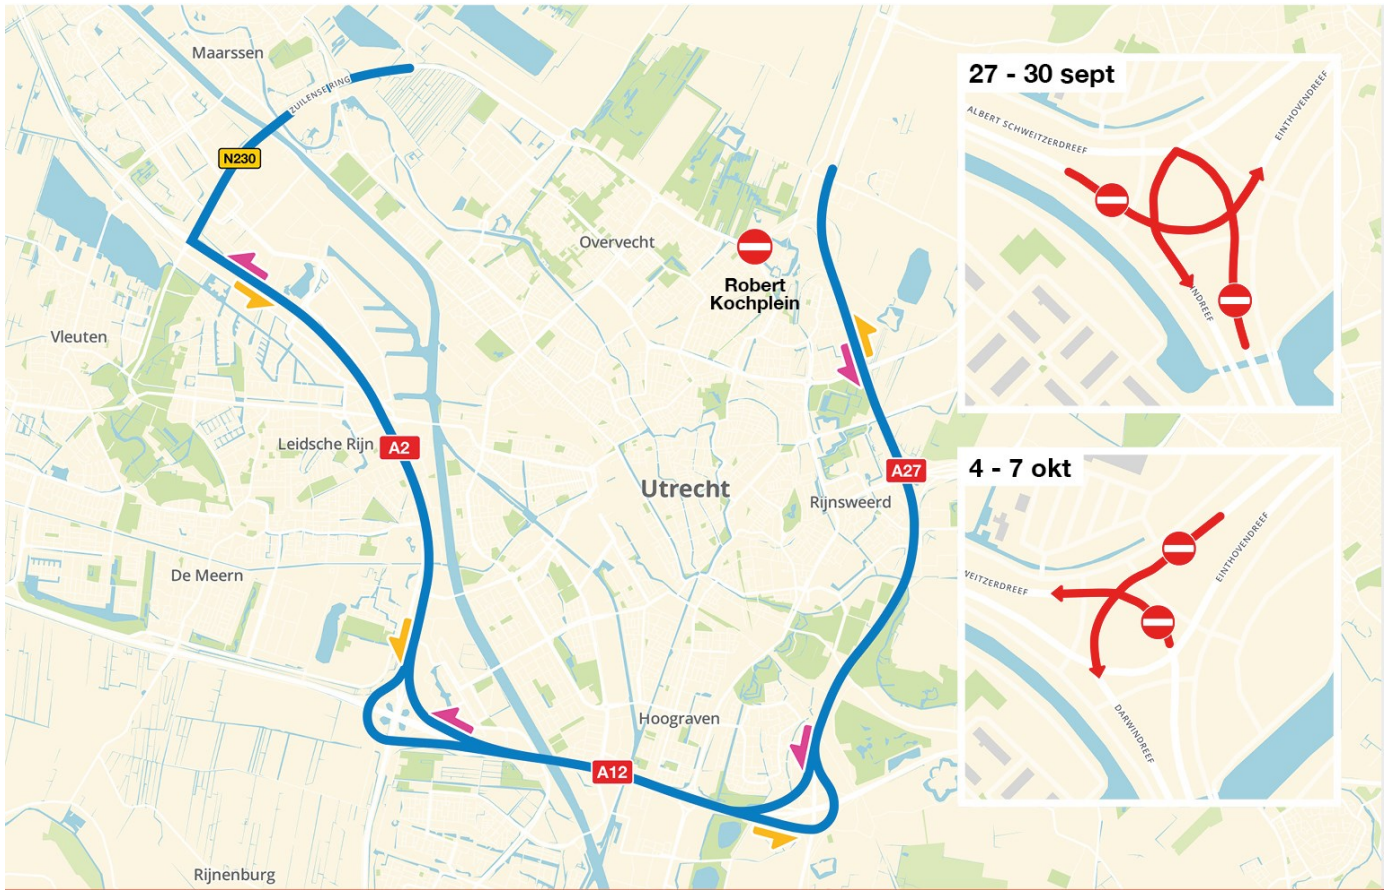 Maarssen
ZUILENSE RING
N230
Overvecht
Robert
Kochplein
Vleuten
Leidsche Rijn
A2
A27
Utrecht
Rijnsweerd
De Meern
Hoograven
A12
Rijnenburg
27 - 30 sept
ALBERT SCHWEITZERDREEF
EINTHOVENDREEF
NDREEF
4 - 7 okt
WEITZERDREEF
EINTHOVENDREEF
DARWINDREEF